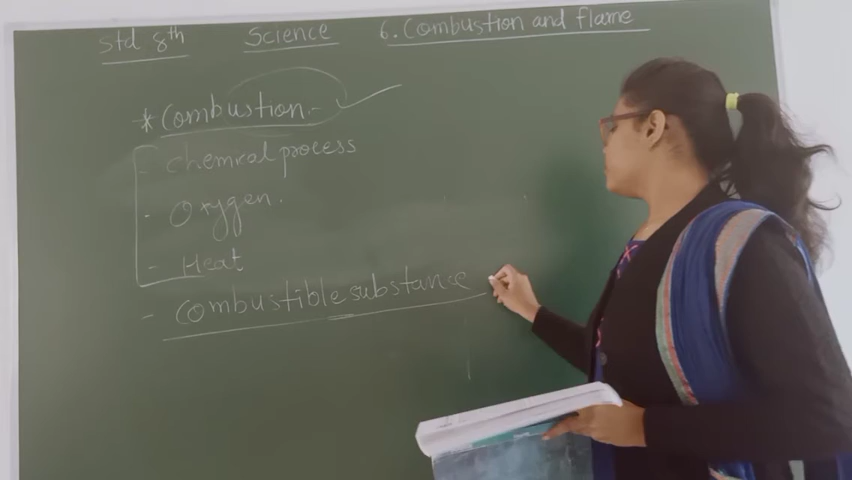 Std 8th Science 6. Combustion and flame
* Combustion :-
- chemical process
- Oxygen.
- Heat
- Combustible substance